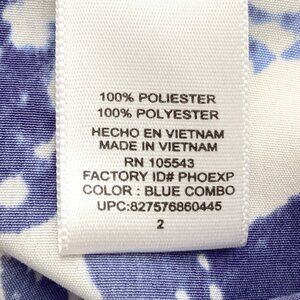 100% POLIESTER
100% POLYESTER
HECHO EN VIETNAM
MADE IN VIETNAM
RN 105543
FACTORY ID# PHOEXP
COLOR : BLUE COMBO
UPC:827576860445
2